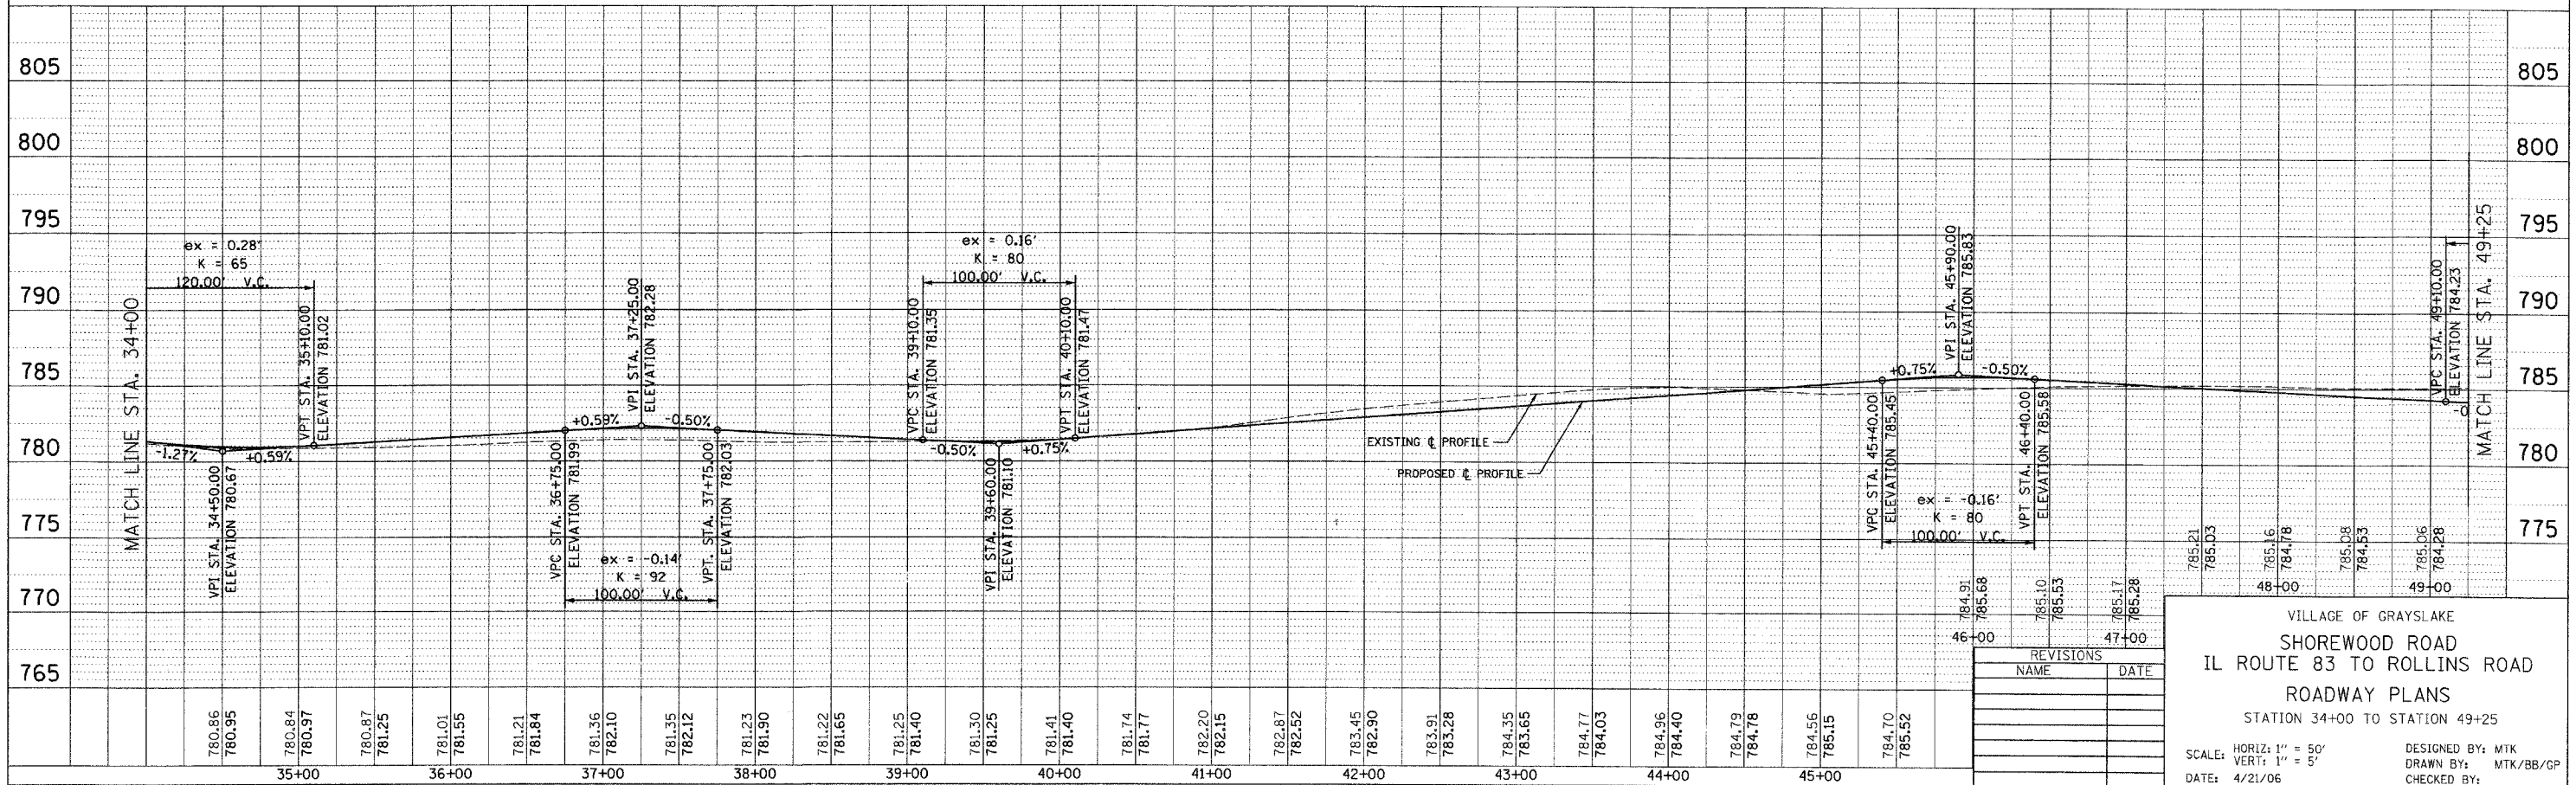 805
800
795
790
785
780
775
770
765
MATCH LINE STA. 34+00
ex = 0.28'
K = 65
120.00' V.C.
-1.27%
+0.59%
VPI STA. 34+50.00
ELEVATION 780.67
VPT STA. 35+10.00
ELEVATION 781.02
VPC STA. 36+75.00
ELEVATION 781.99
+0.59%
-0.50%
VPI STA. 37+25.00
ELEVATION 782.28
ex = -0.14'
K = 92
100.00' V.C.
VPT. STA. 37+75.00
ELEVATION 782.03
ex = 0.16'
K = 80
100.00' V.C.
VPC STA. 39+10.00
ELEVATION 781.35
-0.50%
+0.75%
VPI STA. 39+60.00
ELEVATION 781.10
VPT STA. 40+10.00
ELEVATION 781.47
EXISTING ℄ PROFILE
PROPOSED ℄ PROFILE
VPC STA. 45+40.00
ELEVATION 785.45
+0.75%
-0.50%
VPI STA. 45+90.00
ELEVATION 785.83
ex = -0.16'
K = 80
100.00' V.C.
VPT STA. 46+40.00
ELEVATION 785.58
VPC STA. 49+10.00
ELEVATION 784.23
-0
MATCH LINE STA. 49+25
805
800
795
790
785
780
775
780.86
780.95
780.84
780.97
780.87
781.25
781.01
781.55
781.21
781.84
781.36
782.10
781.35
782.12
781.23
781.90
781.22
781.65
781.25
781.40
781.30
781.25
781.41
781.40
781.74
781.77
782.20
782.15
782.87
782.52
783.45
782.90
783.91
783.28
784.35
783.65
784.77
784.03
784.96
784.40
784.79
784.78
784.56
785.15
784.70
785.52
784.91
785.68
785.10
785.53
785.17
785.28
785.21
785.03
785.16
784.78
785.08
784.53
785.06
784.28
35+00
36+00
37+00
38+00
39+00
40+00
41+00
42+00
43+00
44+00
45+00
46+00
47+00
48+00
49+00
REVISIONS
NAME DATE
VILLAGE OF GRAYSLAKE
SHOREWOOD ROAD
IL ROUTE 83 TO ROLLINS ROAD
ROADWAY PLANS
STATION 34+00 TO STATION 49+25
SCALE: HORIZ: 1" = 50'
VERT: 1" = 5'
DATE: 4/21/06
DESIGNED BY: MTK
DRAWN BY: MTK/BB/GP
CHECKED BY: